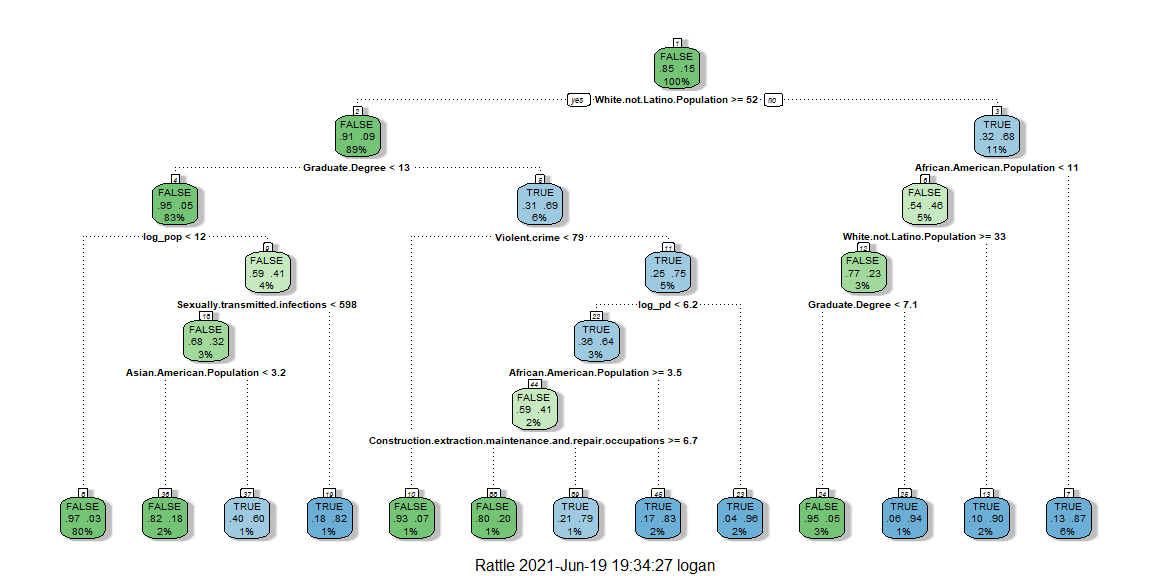 1
FALSE
.85 .15
100%
yes White.not.Latino.Population >= 52 no
2
FALSE
.91 .09
89%
3
TRUE
.32 .68
11%
Graduate.Degree < 13
African.American.Population < 11
4
FALSE
.95 .05
83%
5
TRUE
.31 .69
6%
6
FALSE
.54 .46
5%
log_pop < 12
Violent.crime < 79
White.not.Latino.Population >= 33
9
FALSE
.59 .41
4%
11
TRUE
.25 .75
5%
12
FALSE
.77 .23
3%
Sexually.transmitted.infections < 598
log_pd < 6.2
Graduate.Degree < 7.1
18
FALSE
.68 .32
3%
22
TRUE
.36 .64
3%
Asian.American.Population < 3.2
African.American.Population >= 3.5
44
FALSE
.59 .41
2%
Construction.extraction.maintenance.and.repair.occupations >= 6.7
8
FALSE
.97 .03
80%
36
FALSE
.82 .18
2%
37
TRUE
.40 .60
1%
19
TRUE
.18 .82
1%
10
FALSE
.93 .07
1%
88
FALSE
.80 .20
1%
89
TRUE
.21 .79
1%
45
TRUE
.17 .83
2%
23
TRUE
.04 .96
2%
24
FALSE
.95 .05
3%
25
TRUE
.06 .94
1%
13
TRUE
.10 .90
2%
7
TRUE
.13 .87
6%
Rattle 2021-Jun-19 19:34:27 logan